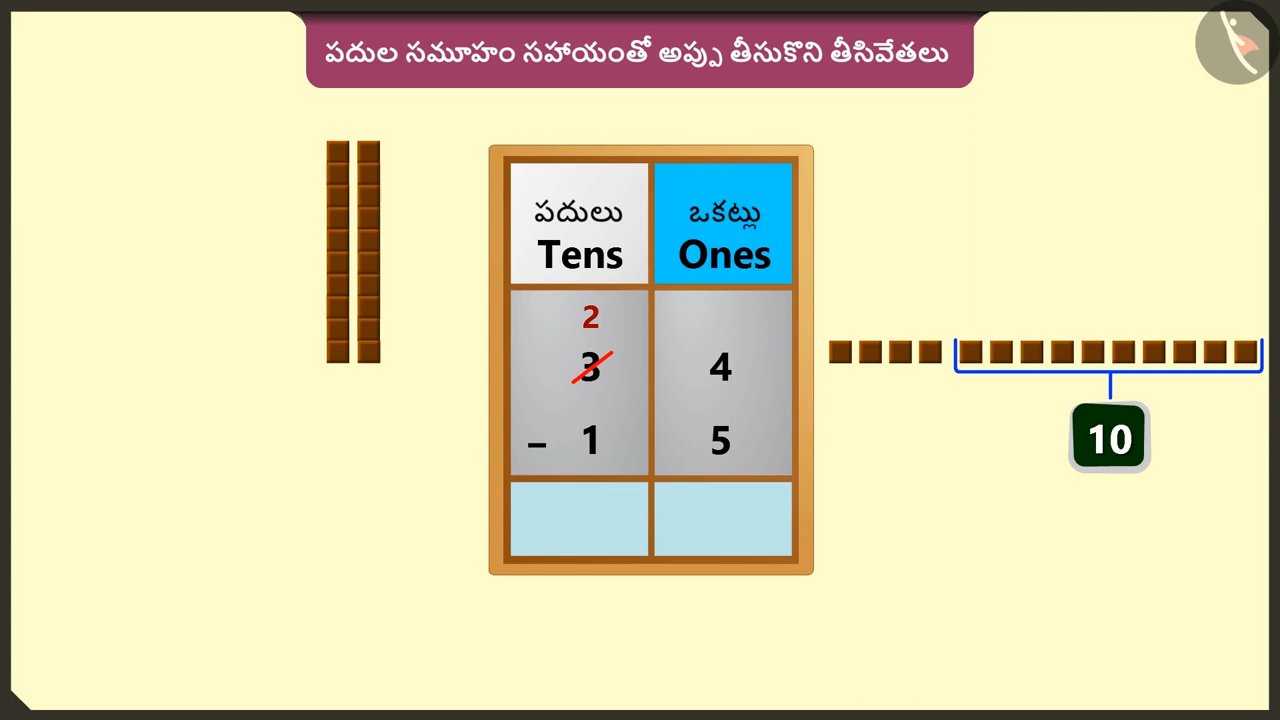 పదుల సమూహం సహాయంతో అప్పు తీసుకొని తీసివేతలు
పదులు ఒకట్లు
Tens Ones
2
3 4
– 1 5
10